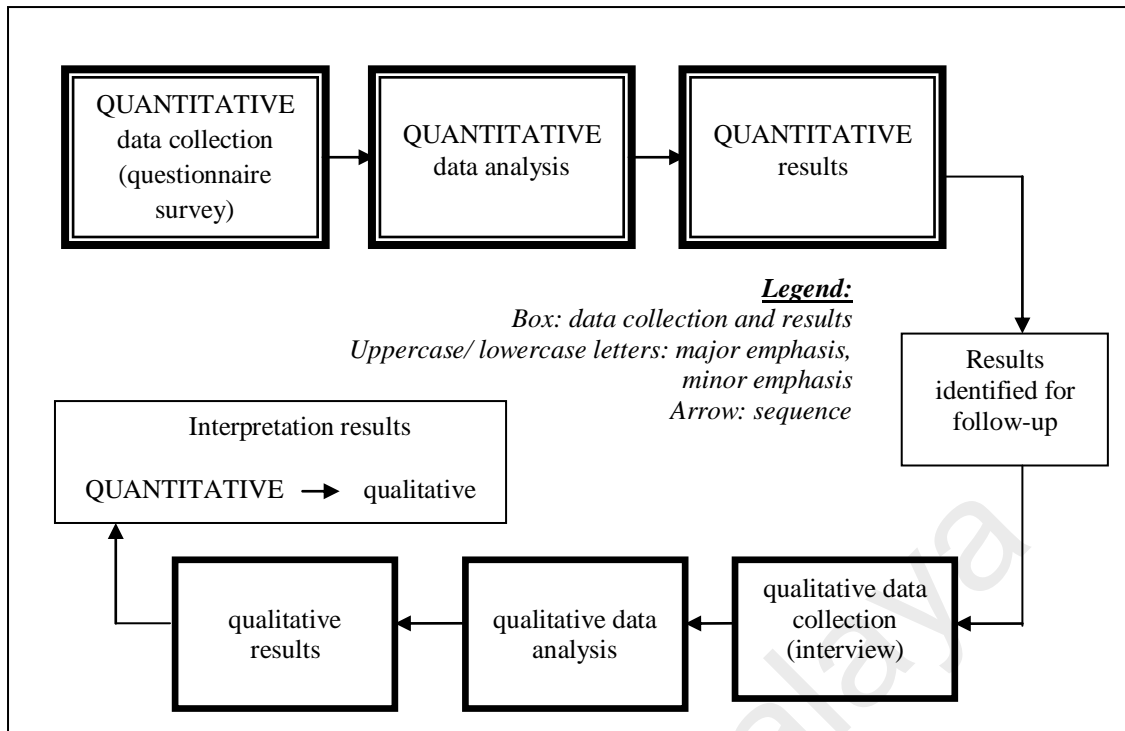 QUANTITATIVE
data collection
(questionnaire
survey)
QUANTITATIVE
data analysis
QUANTITATIVE
results
Legend:
Box: data collection and results
Uppercase/ lowercase letters: major emphasis,
minor emphasis
Arrow: sequence
Results
identified for
follow-up
qualitative data
collection
(interview)
qualitative data
analysis
qualitative
results
Interpretation results
QUANTITATIVE → qualitative
alaya